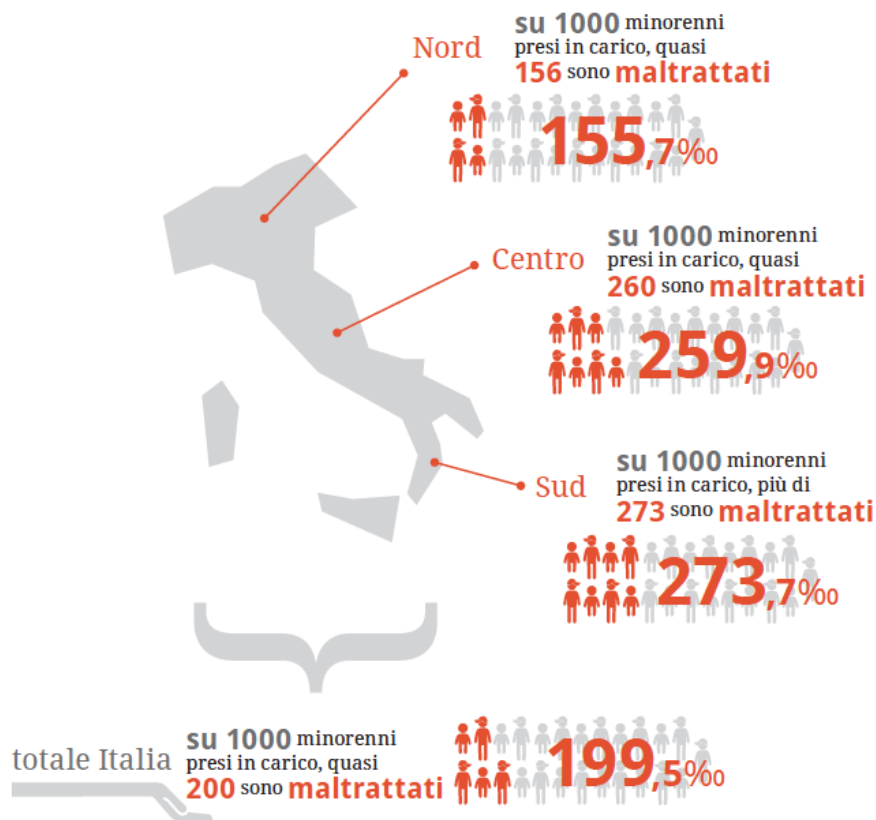 Nord
su 1000 minorenni
presi in carico, quasi
156 sono maltrattati
155,7‰
Centro
su 1000 minorenni
presi in carico, quasi
260 sono maltrattati
259,9‰
Sud
su 1000 minorenni
presi in carico, più di
273 sono maltrattati
273,7‰
totale Italia
su 1000 minorenni
presi in carico, quasi
200 sono maltrattati
199,5‰